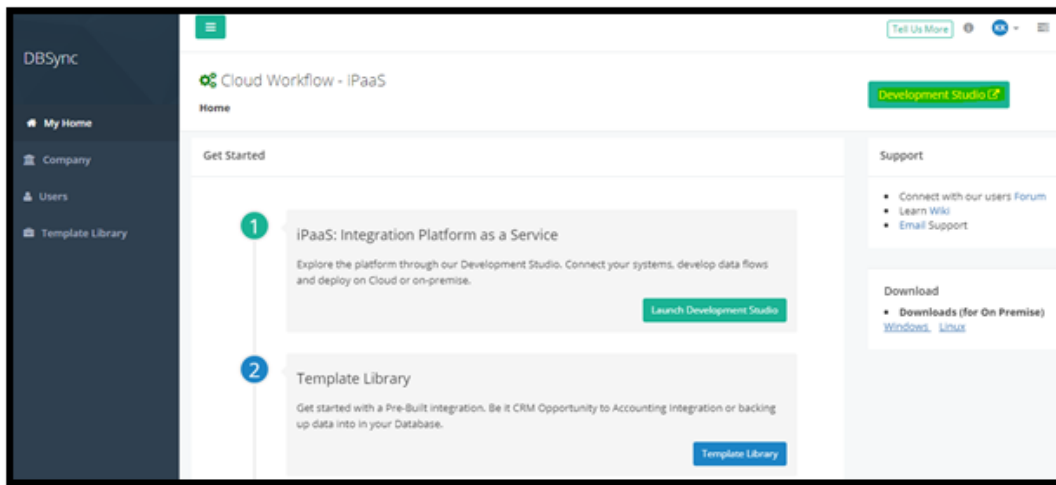 DBSync
My Home
Company
Users
Template Library
Tell Us More
KK
Cloud Workflow - iPaaS
Home
Development Studio
Get Started
1
iPaaS: Integration Platform as a Service
Explore the platform through our Development Studio. Connect your systems, develop data flows
and deploy on Cloud or on-premise.
Launch Development Studio
2
Template Library
Get started with a Pre-Built integration. Be it CRM Opportunity to Accounting Integration or backing
up data into in your Database.
Template Library
Support
Connect with our users Forum
Learn Wiki
Email Support
Download
Downloads (for On Premise)
Windows Linux